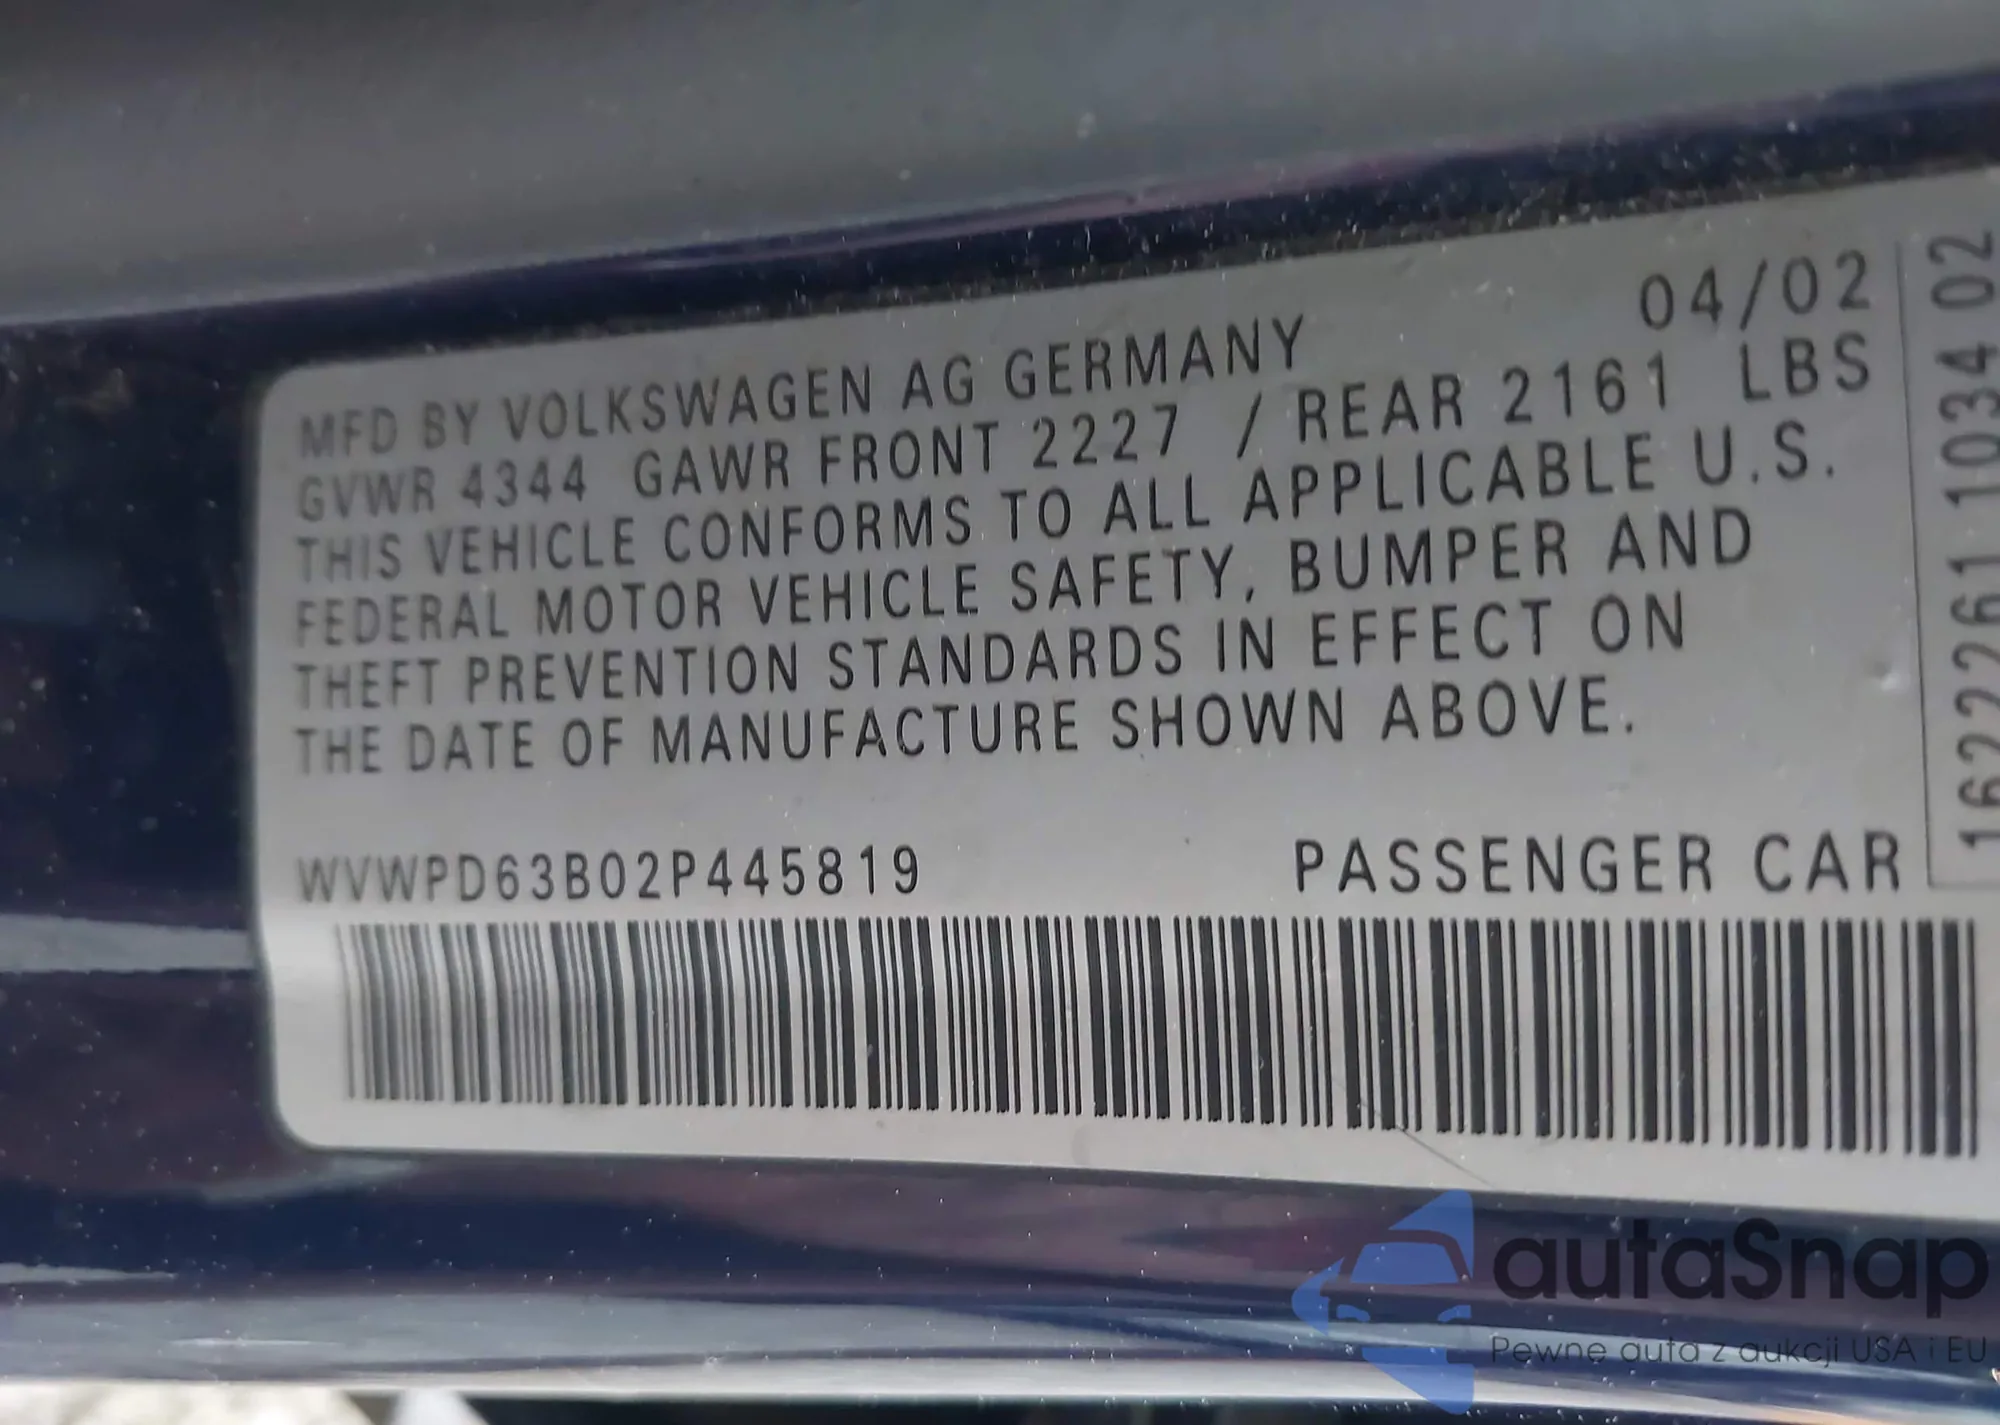 MFD BY VOLKSWAGEN AG GERMANY 04/02
GVWR 4344 GAWR FRONT 2227 / REAR 2161 LBS
THIS VEHICLE CONFORMS TO ALL APPLICABLE U.S.
FEDERAL MOTOR VEHICLE SAFETY, BUMPER AND
THEFT PREVENTION STANDARDS IN EFFECT ON
THE DATE OF MANUFACTURE SHOWN ABOVE.
WVWPD63B02P445819 PASSENGER CAR
1622261 1034 02
autaSnap
Pewne auta z aukcji USA i EU